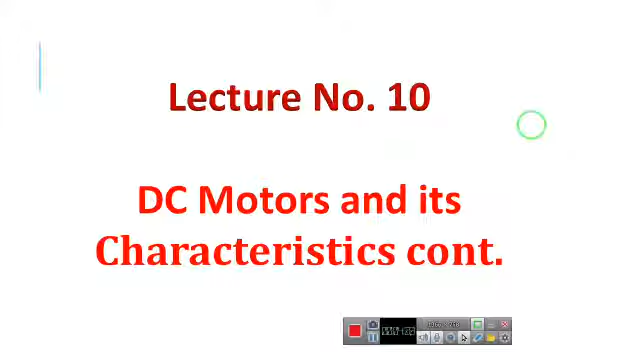 Lecture No. 10
DC Motors and its
Characteristics cont.